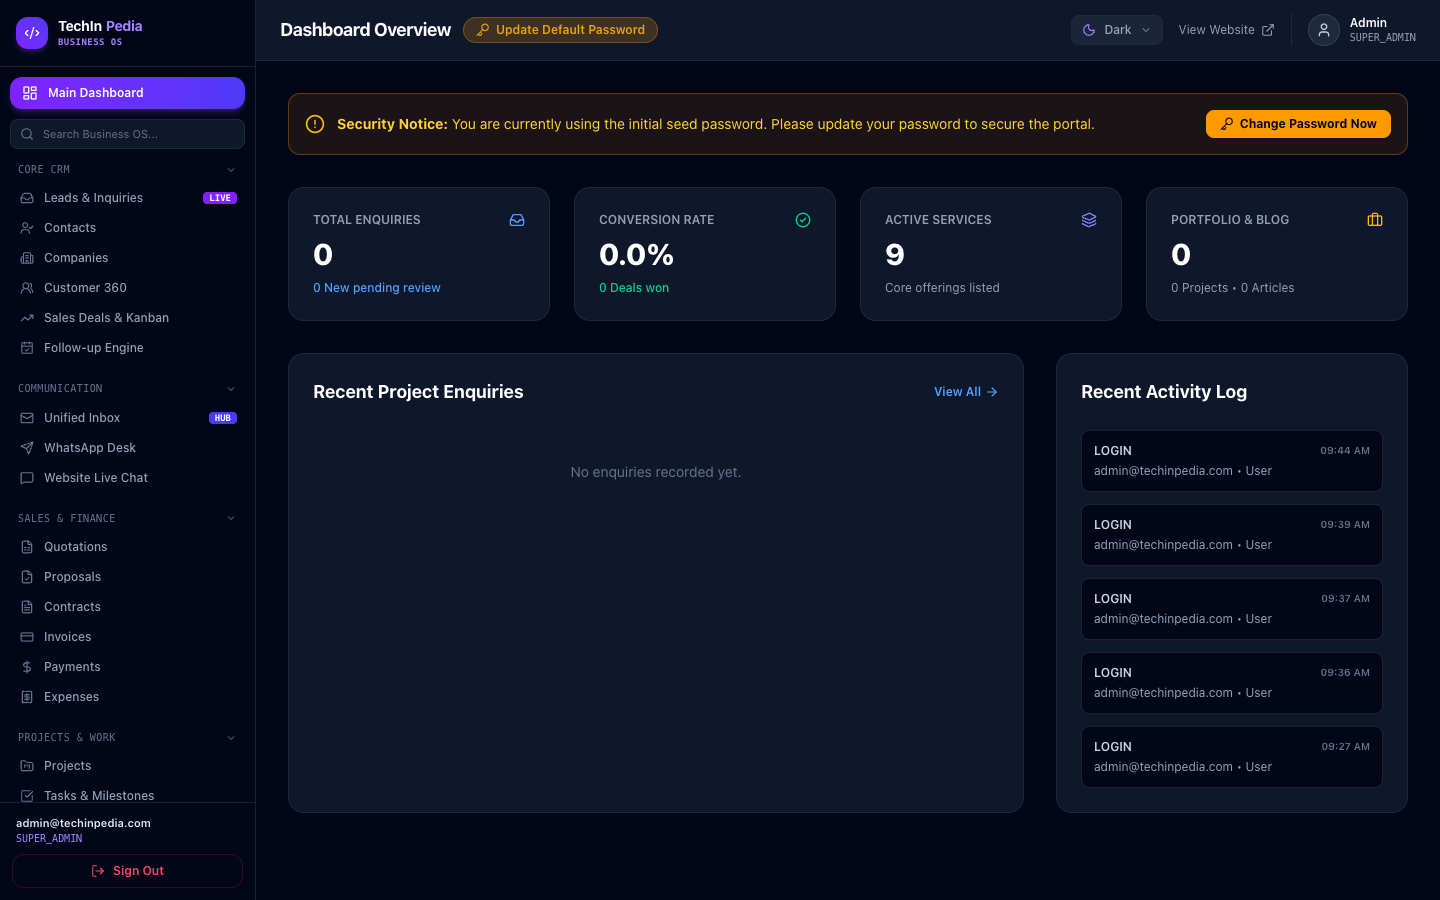 TechIn Pedia
BUSINESS OS
Main Dashboard
Search Business OS...
CORE CRM
Leads & Inquiries LIVE
Contacts
Companies
Customer 360
Sales Deals & Kanban
Follow-up Engine
COMMUNICATION
Unified Inbox HUB
WhatsApp Desk
Website Live Chat
SALES & FINANCE
Quotations
Proposals
Contracts
Invoices
Payments
Expenses
PROJECTS & WORK
Projects
Tasks & Milestones
admin@techinpedia.com
SUPER_ADMIN
Sign Out
Dashboard Overview
Update Default Password
Dark
View Website
Admin
SUPER_ADMIN
Security Notice: You are currently using the initial seed password. Please update your password to secure the portal.
Change Password Now
TOTAL ENQUIRIES
0
0 New pending review
CONVERSION RATE
0.0%
0 Deals won
ACTIVE SERVICES
9
Core offerings listed
PORTFOLIO & BLOG
0
0 Projects • 0 Articles
Recent Project Enquiries
View All
No enquiries recorded yet.
Recent Activity Log
LOGIN 09:44 AM
admin@techinpedia.com • User
LOGIN 09:39 AM
admin@techinpedia.com • User
LOGIN 09:37 AM
admin@techinpedia.com • User
LOGIN 09:36 AM
admin@techinpedia.com • User
LOGIN 09:27 AM
admin@techinpedia.com • User